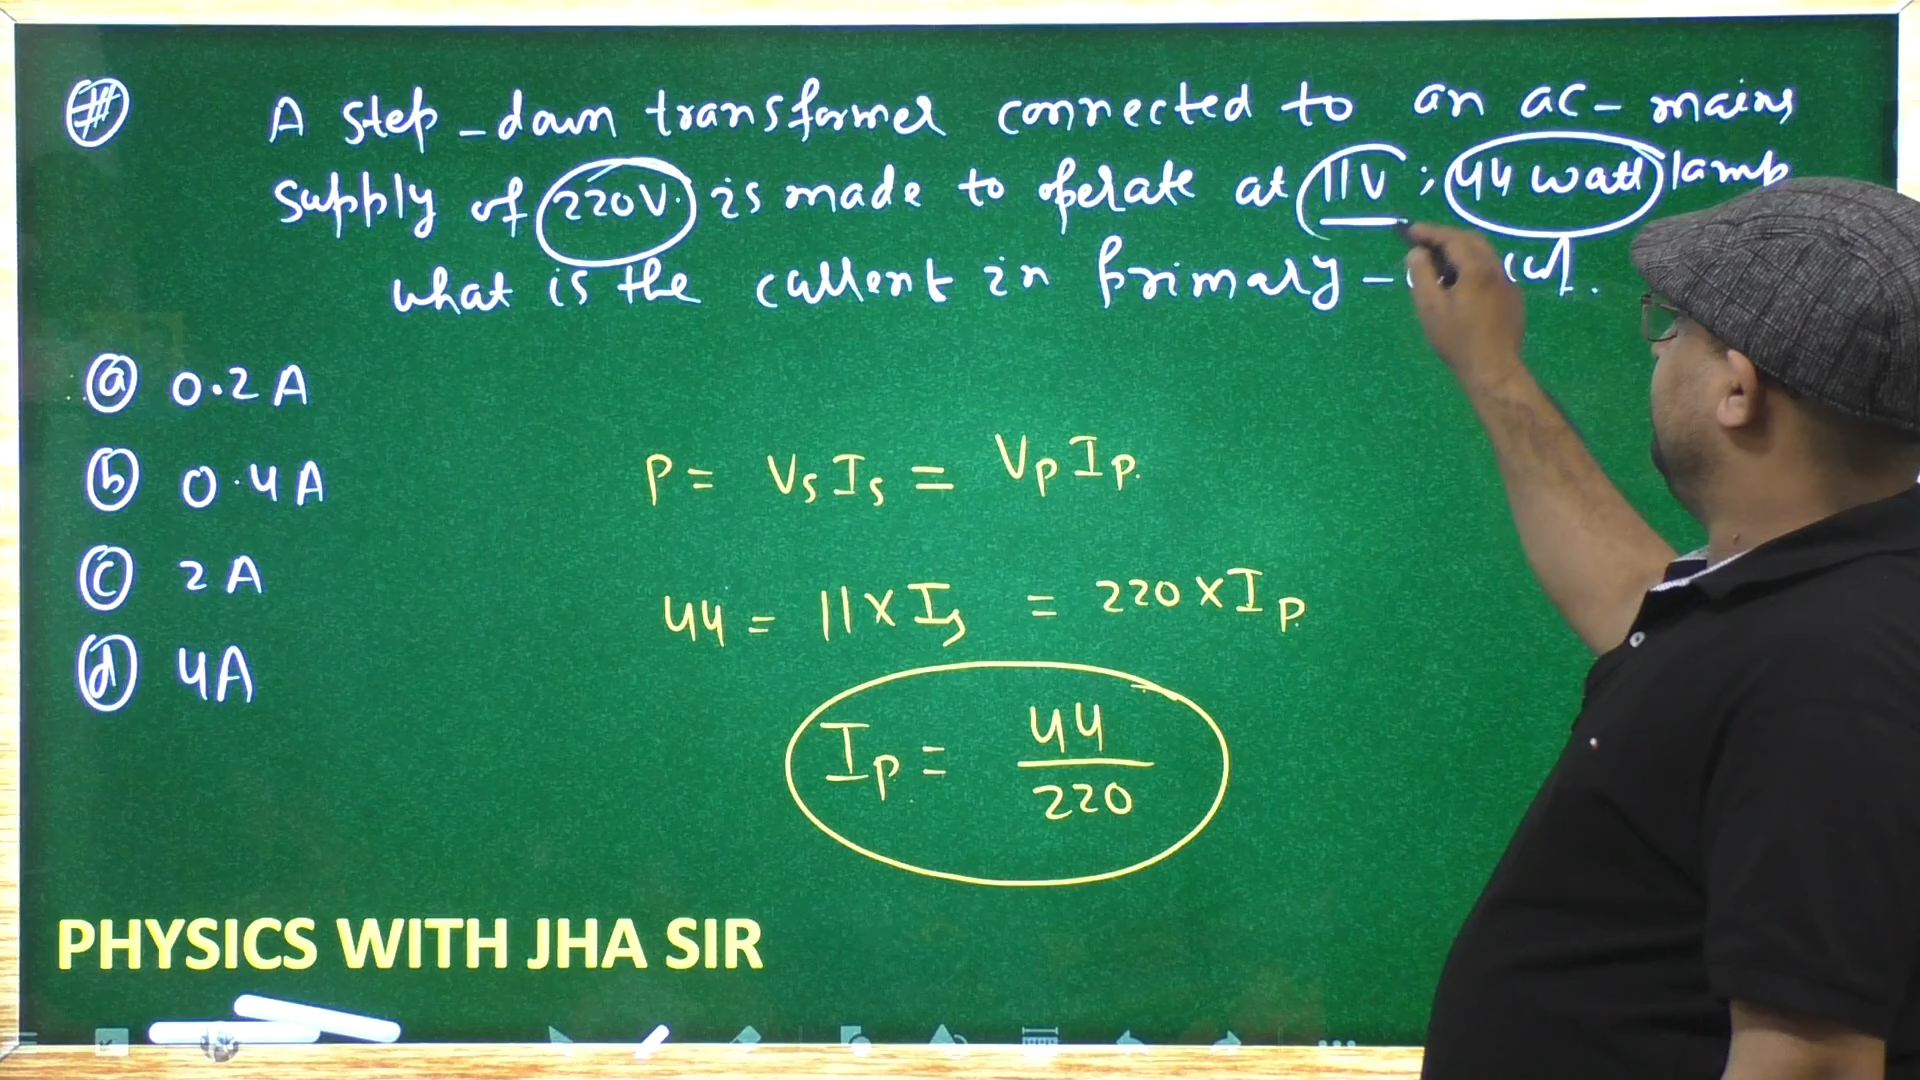 A step-down transformer connected to an ac-mains
supply of 220V. is made to operate at 11V ; 44 watt lamp
what is the current in primary -
ⓐ 0.2 A
ⓑ 0.4 A
ⓒ 2 A
ⓓ 4A
P = VsIs = VpIp.
44 = 11 x Is = 220 x Ip.
Ip = 44/220
PHYSICS WITH JHA SIR